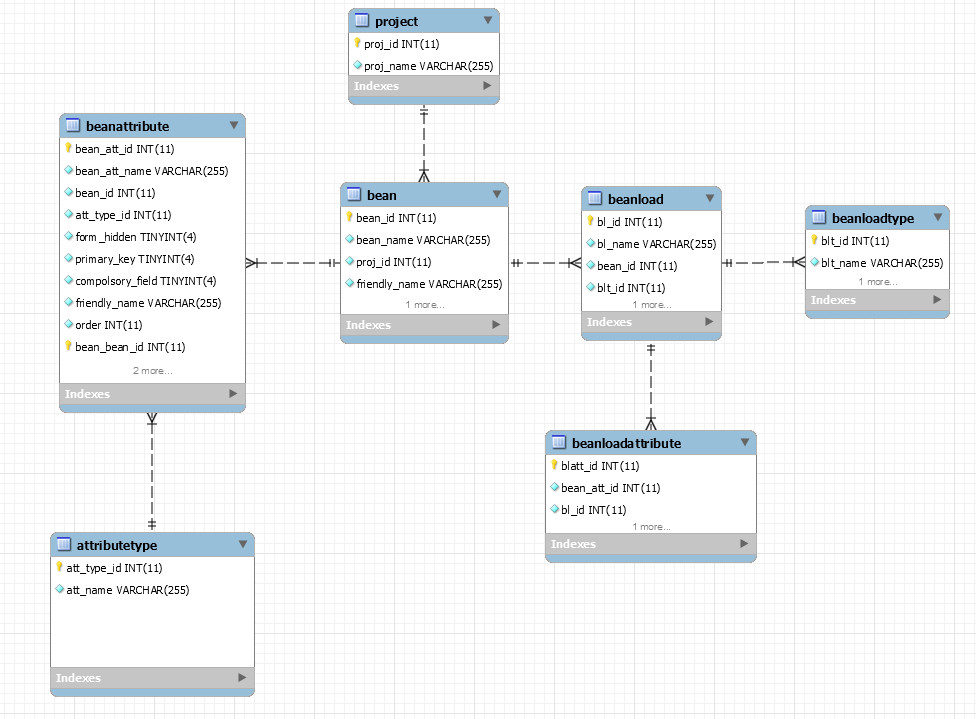 project
proj_id INT(11)
proj_name VARCHAR(255)
Indexes
beanattribute
bean_att_id INT(11)
bean_att_name VARCHAR(255)
bean_id INT(11)
att_type_id INT(11)
form_hidden TINYINT(4)
primary_key TINYINT(4)
compolsory_field TINYINT(4)
friendly_name VARCHAR(255)
order INT(11)
bean_bean_id INT(11)
2 more...
Indexes
bean
bean_id INT(11)
bean_name VARCHAR(255)
proj_id INT(11)
friendly_name VARCHAR(255)
1 more...
Indexes
beanload
bl_id INT(11)
bl_name VARCHAR(255)
bean_id INT(11)
blt_id INT(11)
1 more...
Indexes
beanloadtype
blt_id INT(11)
blt_name VARCHAR(255)
1 more...
Indexes
beanloadattribute
blatt_id INT(11)
bean_att_id INT(11)
bl_id INT(11)
1 more...
Indexes
attributetype
att_type_id INT(11)
att_name VARCHAR(255)
Indexes